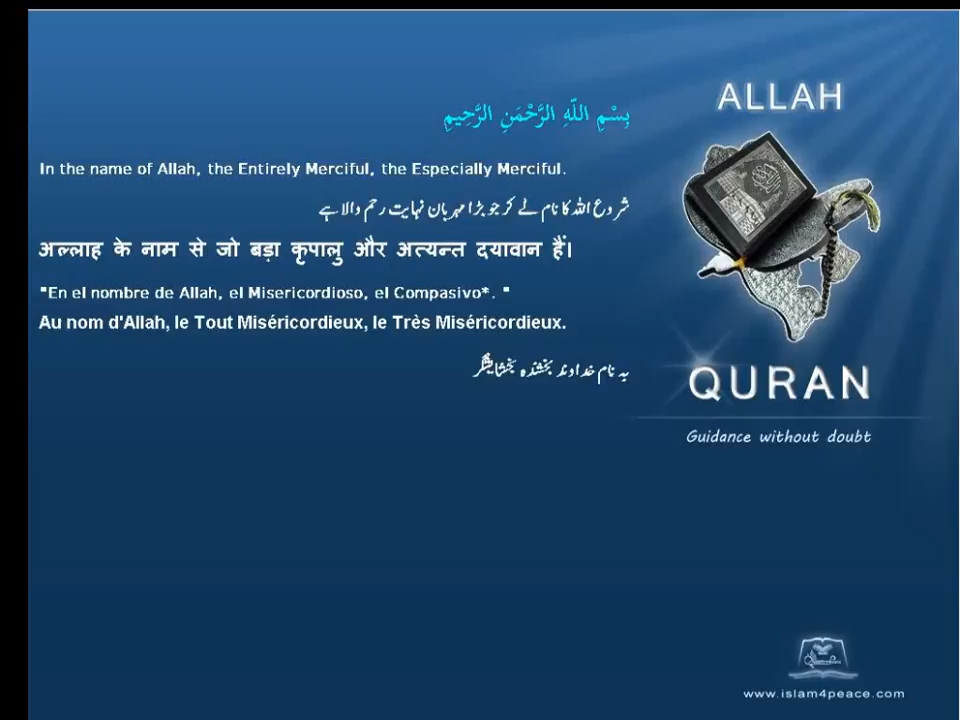 بِسْمِ اللّهِ الرَّحْمَنِ الرَّحِيمِ
In the name of Allah, the Entirely Merciful, the Especially Merciful.
شروع اللہ کا نام لے کر جو بڑا مہربان نہایت رحم والا ہے
अल्लाह के नाम से जो बड़ा कृपालु और अत्यन्त दयावान हैं।
"En el nombre de Allah, el Misericordioso, el Compasivo*. "
Au nom d'Allah, le Tout Miséricordieux, le Très Miséricordieux.
به نام خداوند بخشنده بخشایشگر
ALLAH
QURAN
Guidance without doubt
www.islam4peace.com